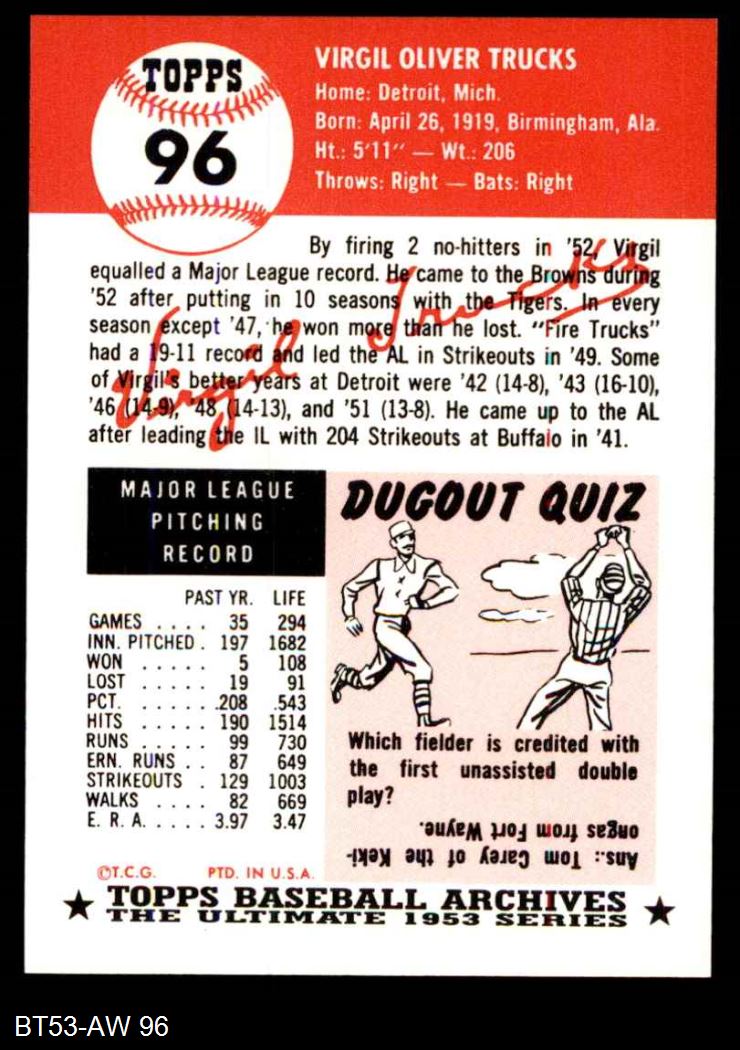 TOPPS
96
VIRGIL OLIVER TRUCKS
Home: Detroit, Mich.
Born: April 26, 1919, Birmingham, Ala.
Ht.: 5'11" — Wt.: 206
Throws: Right — Bats: Right
By firing 2 no-hitters in '52, Virgil
equalled a Major League record. He came to the Browns during
'52 after putting in 10 seasons with the Tigers. In every
season except '47, he won more than he lost. "Fire Trucks"
had a 19-11 record and led the AL in Strikeouts in '49. Some
of Virgil's better years at Detroit were '42 (14-8), '43 (16-10),
'46 (14-9), '48 (14-13), and '51 (13-8). He came up to the AL
after leading the IL with 204 Strikeouts at Buffalo in '41.
Virgil Trucks
MAJOR LEAGUE
PITCHING
RECORD
PAST YR. LIFE
GAMES . . . . 35 294
INN. PITCHED . 197 1682
WON . . . . . 5 108
LOST . . . . . 19 91
PCT. . . . . . .208 .543
HITS . . . . . 190 1514
RUNS . . . . . 99 730
ERN. RUNS . . 87 649
STRIKEOUTS . 129 1003
WALKS . . . . 82 669
E. R. A. . . . . . 3.97 3.47
DUGOUT QUIZ
Which fielder is credited with
the first unassisted double
play?
Ans.: Tom Carey of the Keki-
ongas from Fort Wayne.
©T.C.G. PTD. IN U.S.A.
★ TOPPS BASEBALL ARCHIVES ★
THE ULTIMATE 1953 SERIES
BT53-AW 96